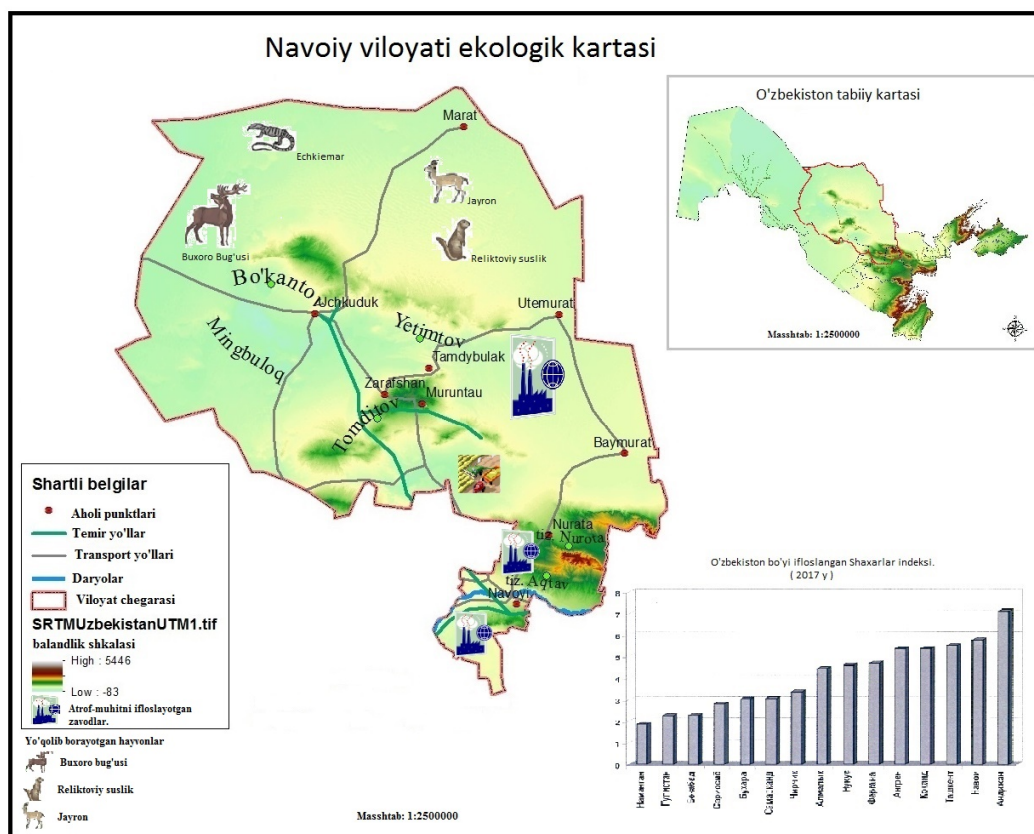 Navoiy viloyati ekologik kartasi
O'zbekiston tabiiy kartasi
Masshtab: 1:2500000
Marat
Echkiemar
Jayron
Buxoro Bug'usi
Reliktoviy suslik
Bo'kantov
Uchkuduk
Utemurat
Yetimtov
Mingbuloq
Tamdybulak
Zarafshan
Muruntau
Tomditov
Baymurat
Nurata
tiz. Nurota
tiz. Aqtav
Navoyi
Shartli belgilar
Aholi punktlari
Temir yo'llar
Transport yo'llari
Daryolar
Viloyat chegarasi
SRTMUzbekistanUTM1.tif
balandlik shkalasi
High : 5446
Low : -83
Atrof-muhitni ifloslayotgan
zavodlar.
Yo'qolib borayotgan hayvonlar
Buxoro bug'usi
Reliktoviy suslik
Jayron
Masshtab: 1:2500000
O'zbekiston bo'yi ifloslangan Shaxarlar indeksi.
( 2017 y )
8
7
6
5
4
3
2
1
0
Наманган
Гулистан
Бекабад
Бухара
Самарканд
Чирчик
Алмалык
Нукус
Фаргана
Ангрен
Коканд
Ташкент
Навои
Андижан